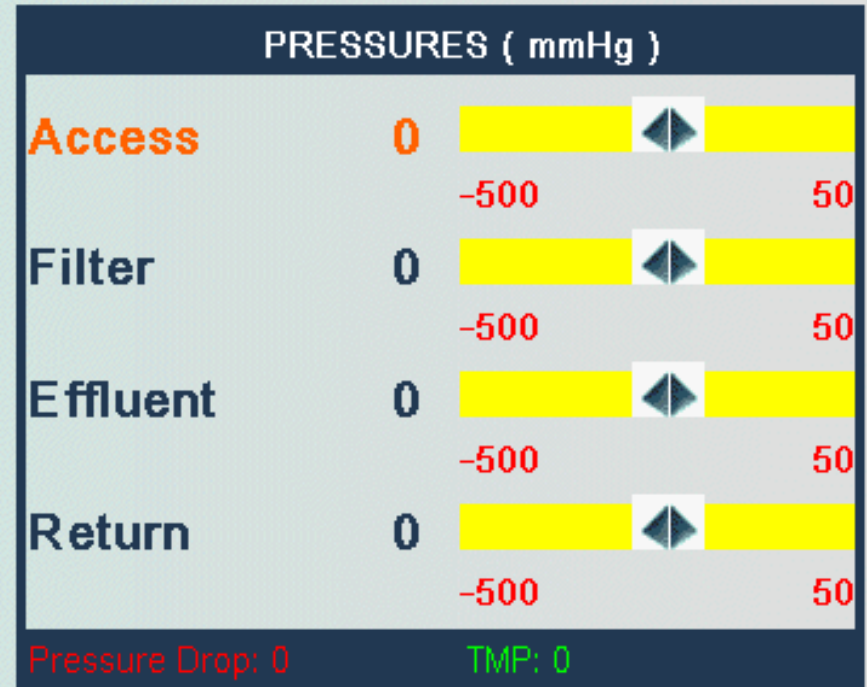 PRESSURES ( mmHg )
Access 0
-500 50
Filter 0
-500 50
Effluent 0
-500 50
Return 0
-500 50
Pressure Drop: 0 TMP: 0